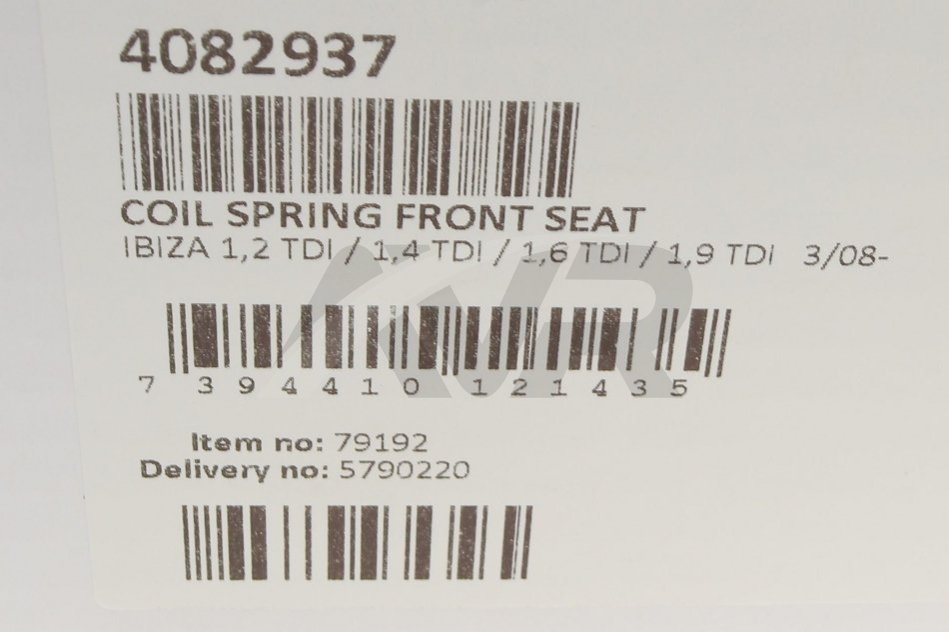 4082937
COIL SPRING FRONT SEAT
IBIZA 1,2 TDI / 1,4 TDI / 1,6 TDI / 1,9 TDI 3/08-
KVR
7 394410 121435
Item no: 79192
Delivery no: 5790220